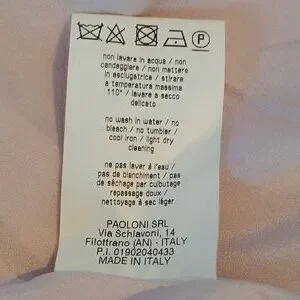 P
non lavare in acqua / non
candeggiare / non mettere
in asciugatrice / stirare
a temperatura massima
110° / lavare a secco
delicato
no wash in water / no
bleach / no tumbler /
cool iron / light dry
cleaning
ne pas laver à l'eau /
pas de blanchiment / pas
de séchage par culbutage
repassage doux /
nettoyage à sec léger
PAOLONI SRL
Via Schiavoni, 14
Filottrano (AN) - ITALY
P.I. 01902040433
MADE IN ITALY